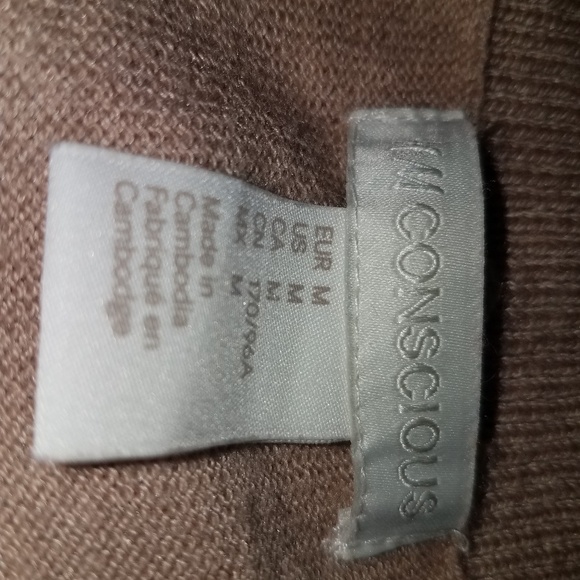 CONSCIOUS
EUR M
US M
CA M
CN 170/96A
MX M
Made in
Cambodia
Fabriqué en
Cambodge